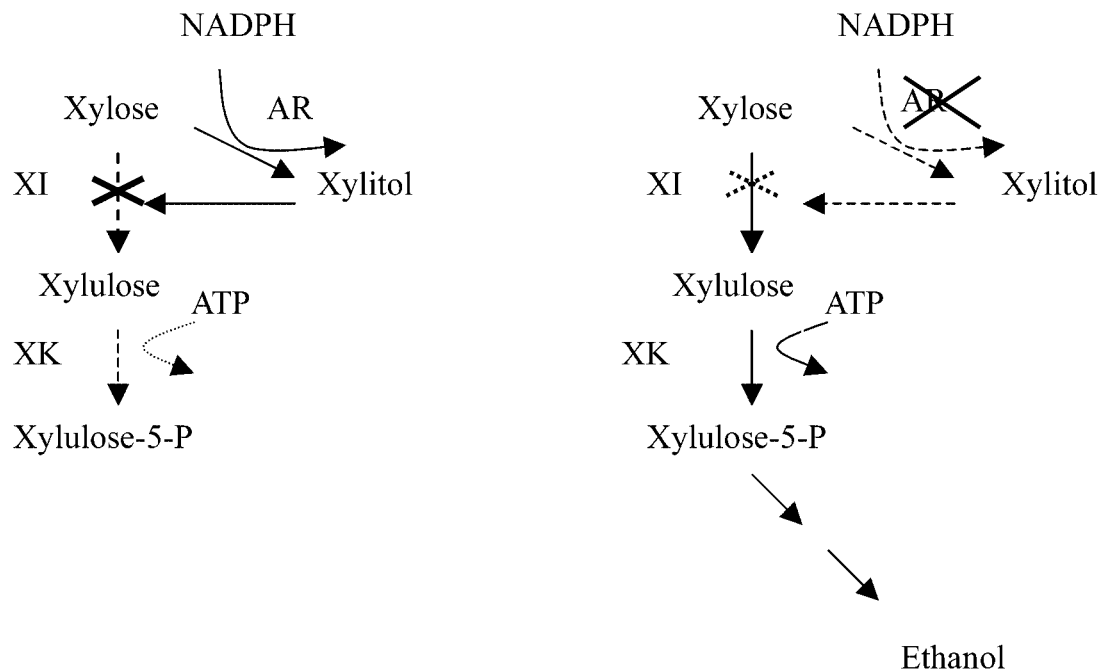 NADPH
Xylose
AR
XI
Xylitol
Xylulose
ATP
XK
Xylulose-5-P
NADPH
Xylose
AR
XI
Xylitol
Xylulose
ATP
XK
Xylulose-5-P
Ethanol